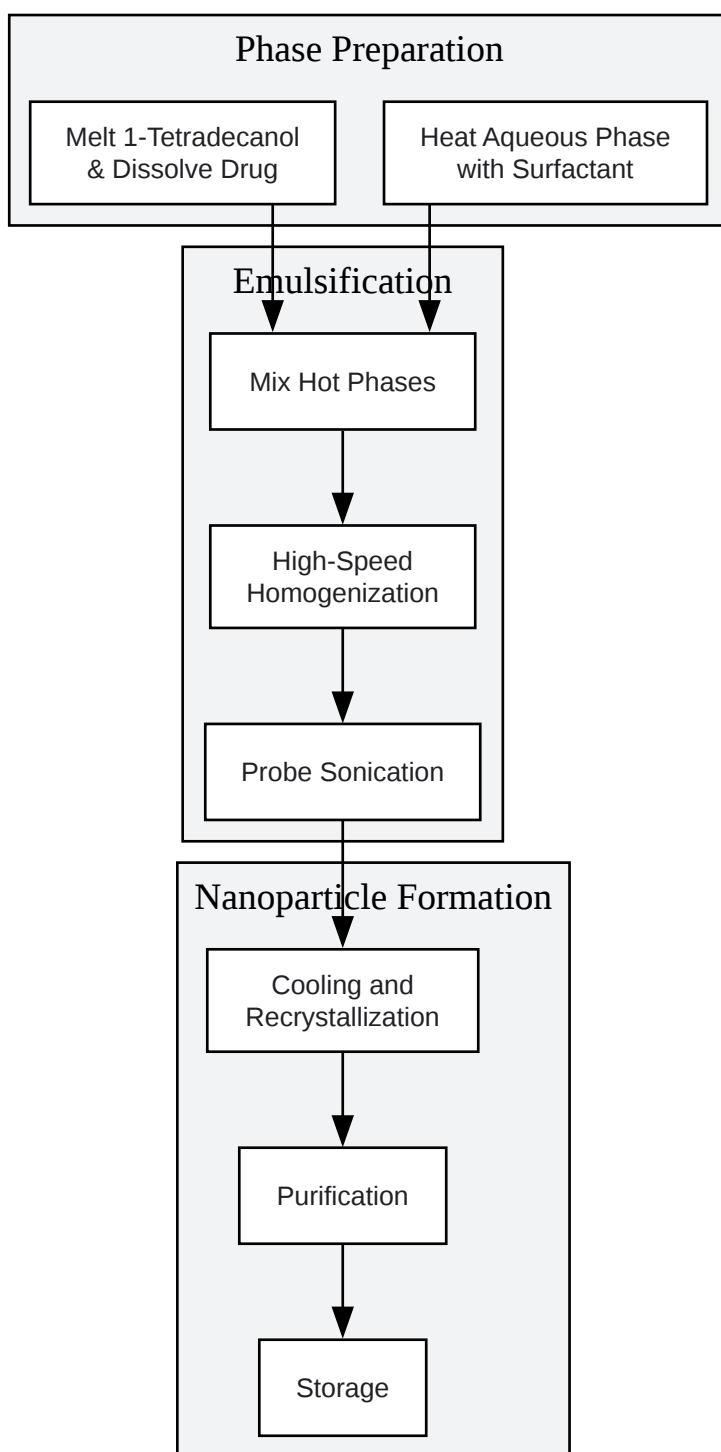 Phase Preparation
Melt 1-Tetradecanol
& Dissolve Drug
Heat Aqueous Phase
with Surfactant
Emulsification
Mix Hot Phases
High-Speed
Homogenization
Probe Sonication
Nanoparticle Formation
Cooling and
Recrystallization
Purification
Storage